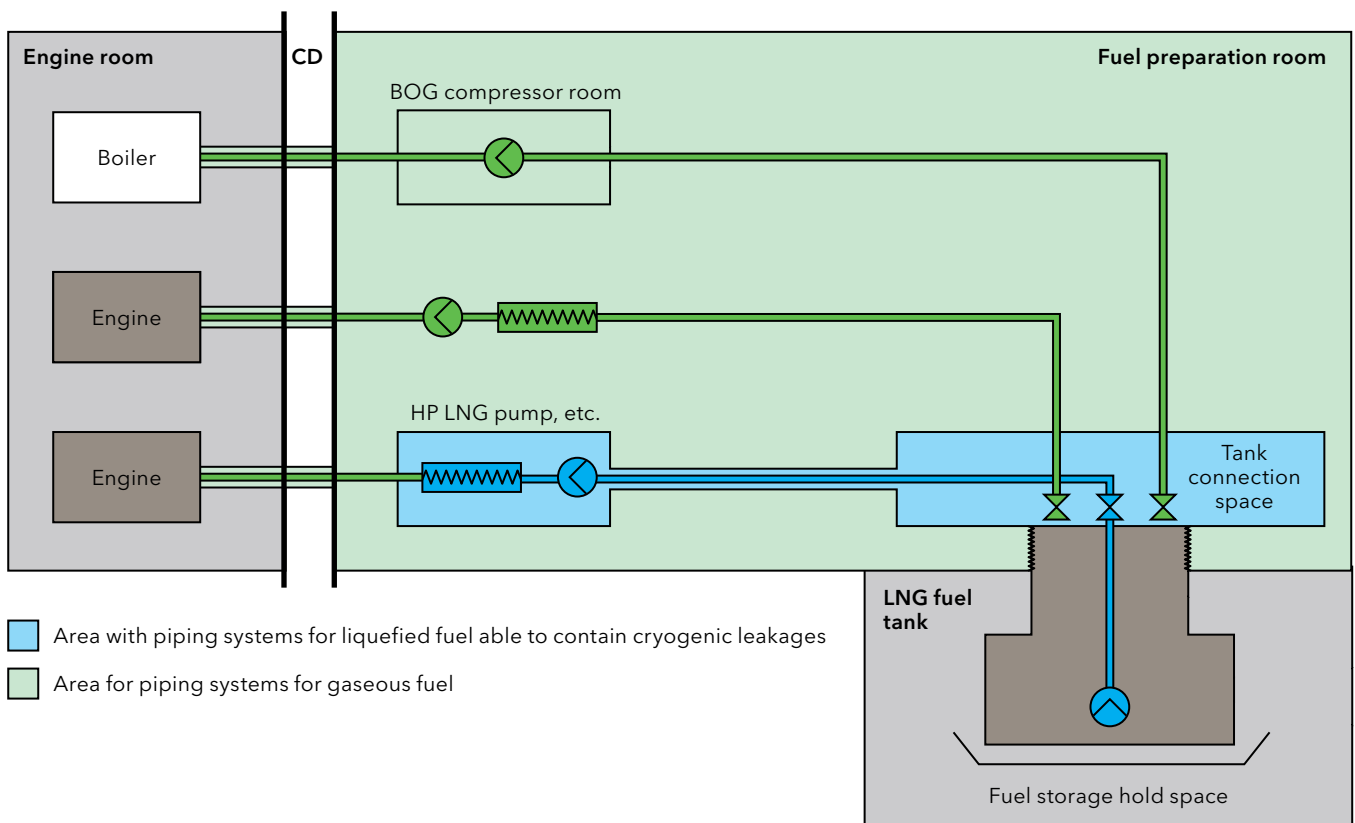 Engine room
CD
Fuel preparation room
BOG compressor room
Boiler
Engine
HP LNG pump, etc.
Engine
Tank
connection
space
LNG fuel
tank
Area with piping systems for liquefied fuel able to contain cryogenic leakages
Area for piping systems for gaseous fuel
Fuel storage hold space